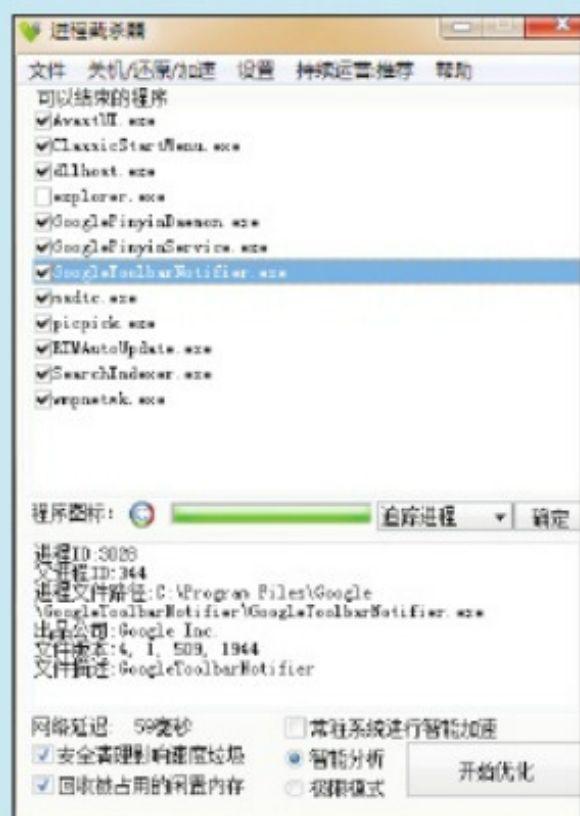 进程截杀器
文件 关机/还原/加速 设置 持续运营:推荐 帮助
可以结束的程序
AvastUI.exe
ClassicStartMenu.exe
dllhost.exe
explorer.exe
GooglePinyinDaemon.exe
GooglePinyinService.exe
GoogleToolbarNotifier.exe
msdtc.exe
picpick.exe
RIMAutoUpdate.exe
SearchIndexer.exe
wmpnetwk.exe
程序图标: 追踪进程 确定
进程ID:3028
父进程ID:344
进程文件路径:C:\Program Files\Google
\GoogleToolbarNotifier\GoogleToolbarNotifier.exe
出品公司:Google Inc.
文件版本:4, 1, 509, 1944
文件描述:GoogleToolbarNotifier
网络延迟: 59毫秒 常驻系统进行智能加速
安全清理影响速度垃圾 智能分析 开始优化
回收被占用的闲置内存 极限模式